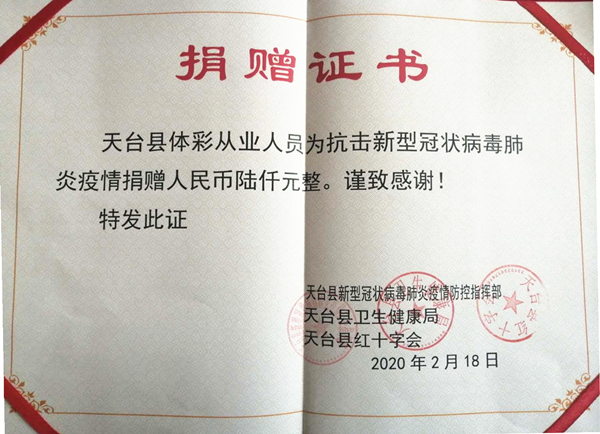 捐赠证书
天台县体彩从业人员为抗击新型冠状病毒肺
炎疫情捐赠人民币陆仟元整。谨致感谢！
特发此证
天台县新型冠状病毒肺炎疫情防控指挥部
天台县卫生健康局
天台县红十字会
2020年2月18日